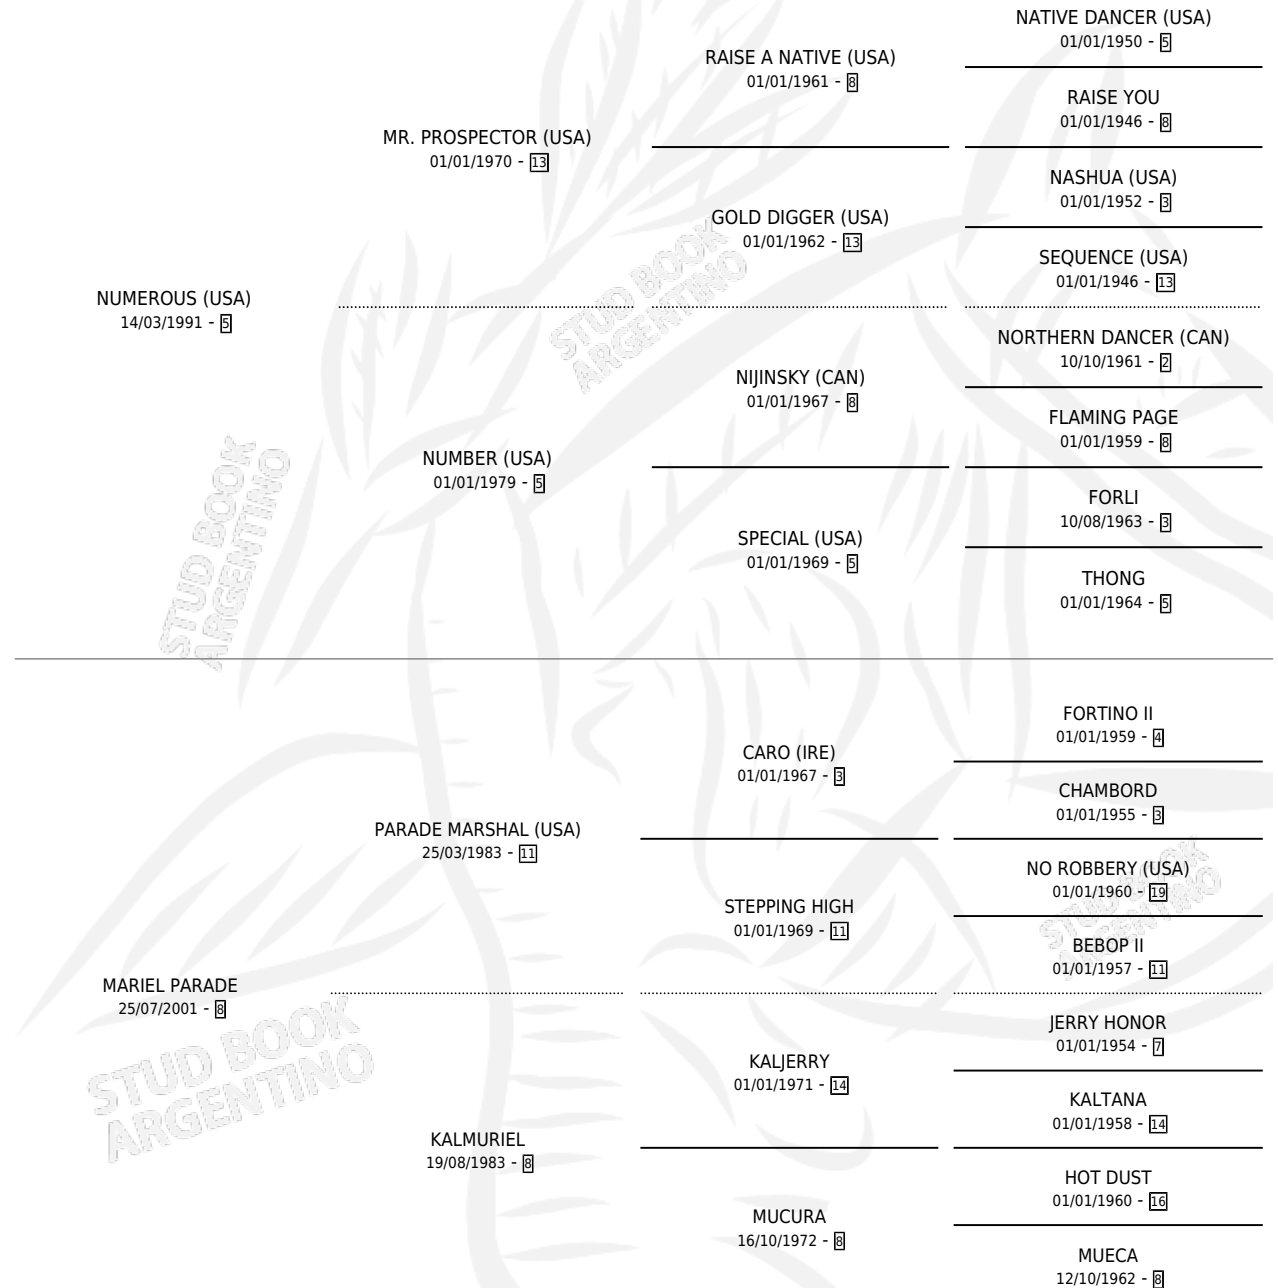 NATIVE DANCER (USA)
01/01/1950 - 5
RAISE A NATIVE (USA)
01/01/1961 - 8
RAISE YOU
01/01/1946 - 8
MR. PROSPECTOR (USA)
01/01/1970 - 13
NASHUA (USA)
01/01/1952 - 3
GOLD DIGGER (USA)
01/01/1962 - 13
SEQUENCE (USA)
01/01/1946 - 13
NUMEROUS (USA)
14/03/1991 - 5
NORTHERN DANCER (CAN)
10/10/1961 - 2
NIJINSKY (CAN)
01/01/1967 - 8
FLAMING PAGE
01/01/1959 - 8
NUMBER (USA)
01/01/1979 - 5
FORLI
10/08/1963 - 3
SPECIAL (USA)
01/01/1969 - 5
THONG
01/01/1964 - 5
FORTINO II
01/01/1959 - 4
CARO (IRE)
01/01/1967 - 3
CHAMBORD
01/01/1955 - 3
PARADE MARSHAL (USA)
25/03/1983 - 11
NO ROBBERY (USA)
01/01/1960 - 19
STEPPING HIGH
01/01/1969 - 11
BEBOP II
01/01/1957 - 11
MARIEL PARADE
25/07/2001 - 8
JERRY HONOR
01/01/1954 - 7
KALJERRY
01/01/1971 - 14
KALTANA
01/01/1958 - 14
KALMURIEL
19/08/1983 - 8
HOT DUST
01/01/1960 - 16
MUCURA
16/10/1972 - 8
MUECA
12/10/1962 - 8
STUD BOOK
ARGENTINO
STUD BOOK
ARGENTINO
STUD BOOK
ARGENTINO
STUD BOOK
ARGENTINO